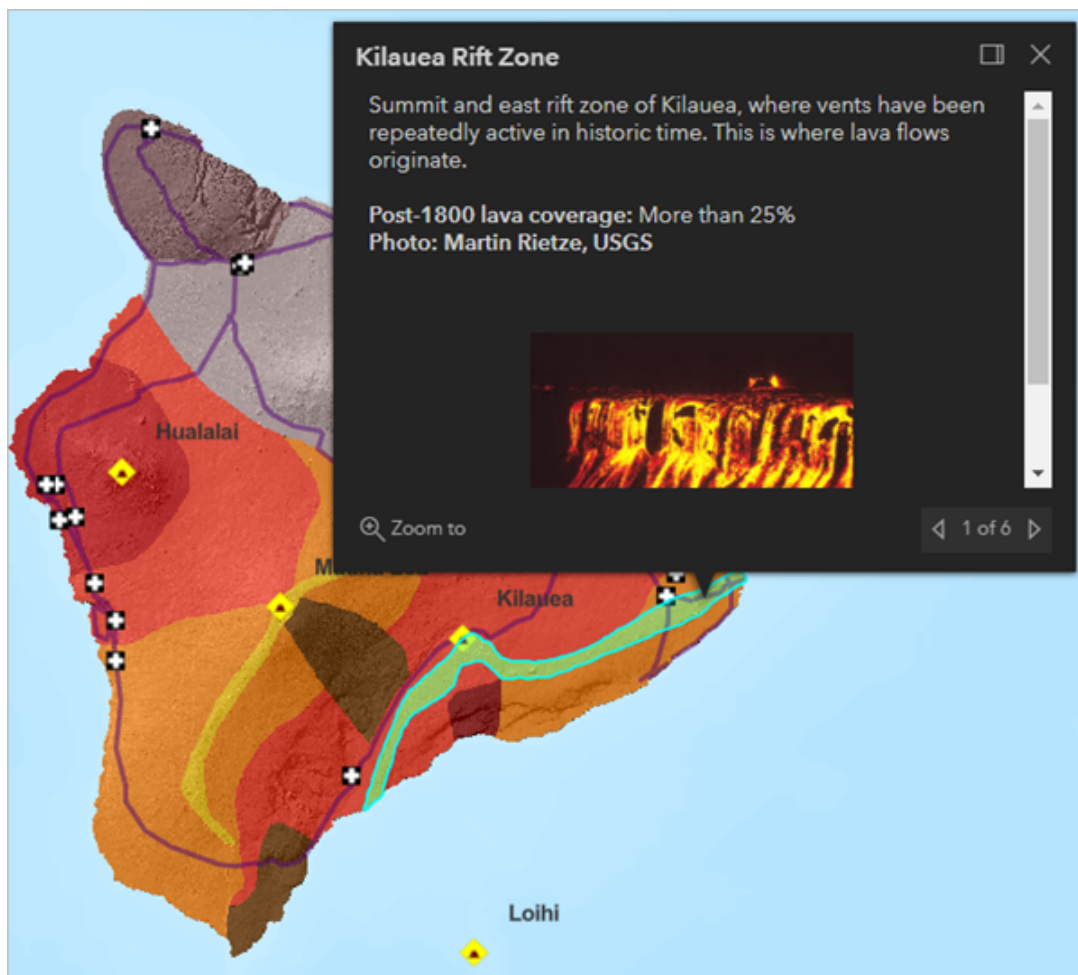 Kilauea Rift Zone
Summit and east rift zone of Kilauea, where vents have been
repeatedly active in historic time. This is where lava flows
originate.
Post-1800 lava coverage: More than 25%
Photo: Martin Rietze, USGS
Zoom to
1 of 6
Hualalai
Kilauea
Loihi